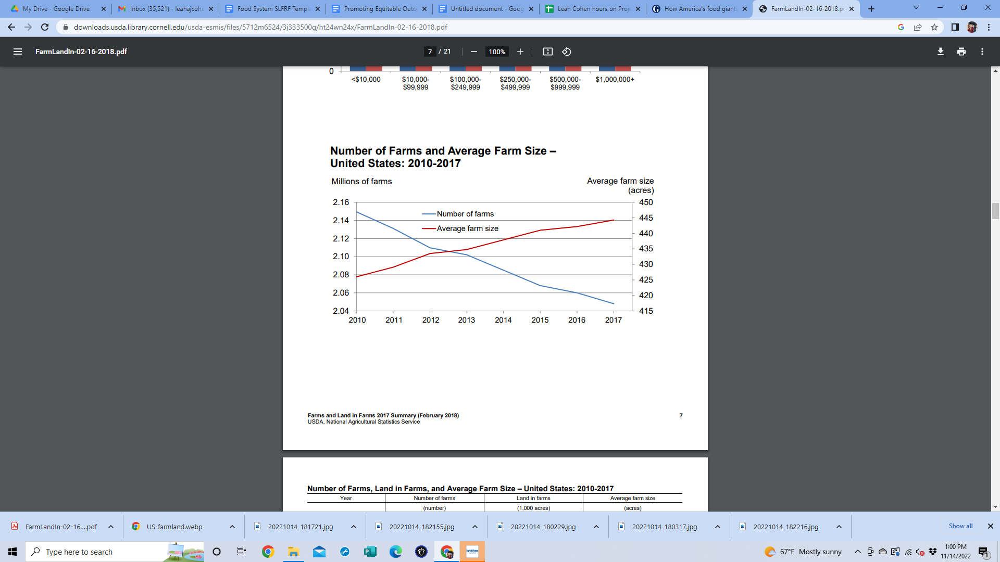 My Drive - Google Drive
Inbox (35,521) - leahajcohe
Food System SLFRF Templa
Promoting Equitable Outco
Untitled document - Goog
Leah Cohen hours on Proje
How America's food giants
FarmLandIn-02-16-2018.p
downloads.usda.library.cornell.edu/usda-esmis/files/5712m6524/3j333500g/ht24wn24x/FarmLandIn-02-16-2018.pdf
FarmLandIn-02-16-2018.pdf
7 / 21
100%
0
<$10,000 $10,000- $100,000- $250,000- $500,000- $1,000,000+
$99,999 $249,999 $499,999 $999,999
Number of Farms and Average Farm Size –
United States: 2010-2017
Millions of farms
Average farm size
(acres)
2.16 450
Number of farms
2.14 445
Average farm size
440
2.12
435
2.10
430
2.08
425
2.06
420
2.04 415
2010 2011 2012 2013 2014 2015 2016 2017
Farms and Land in Farms 2017 Summary (February 2018) 7
USDA, National Agricultural Statistics Service
Number of Farms, Land in Farms, and Average Farm Size – United States: 2010-2017
Year Number of farms Land in farms Average farm size
(number) (1,000 acres) (acres)
FarmLandIn-02-16....pdf
US-farmland.webp
20221014_181721.jpg
20221014_182155.jpg
20221014_180229.jpg
20221014_180317.jpg
20221014_182216.jpg
Show all
Type here to search
brother
67°F Mostly sunny
1:00 PM
11/14/2022
1